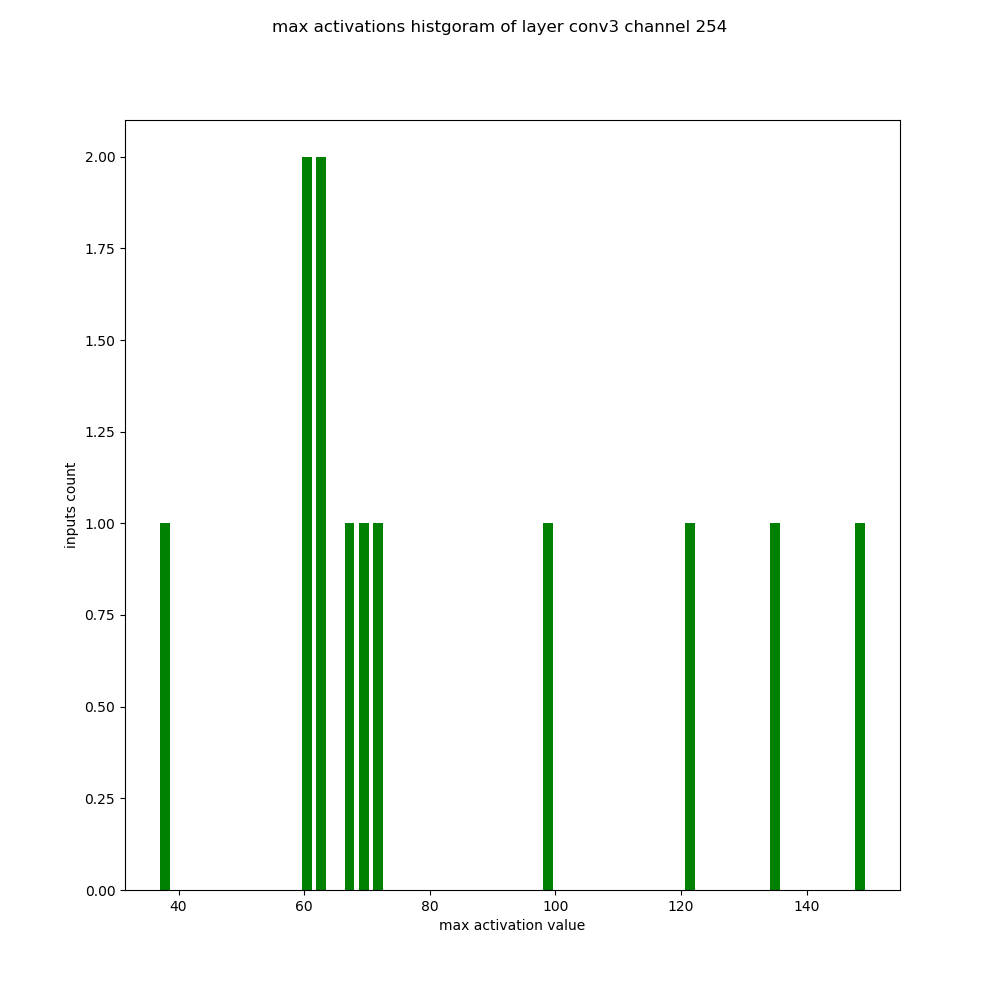 max activations histgoram of layer conv3 channel 254
2.00
1.75
1.50
1.25
1.00
0.75
0.50
0.25
0.00
inputs count
40 60 80 100 120 140
max activation value